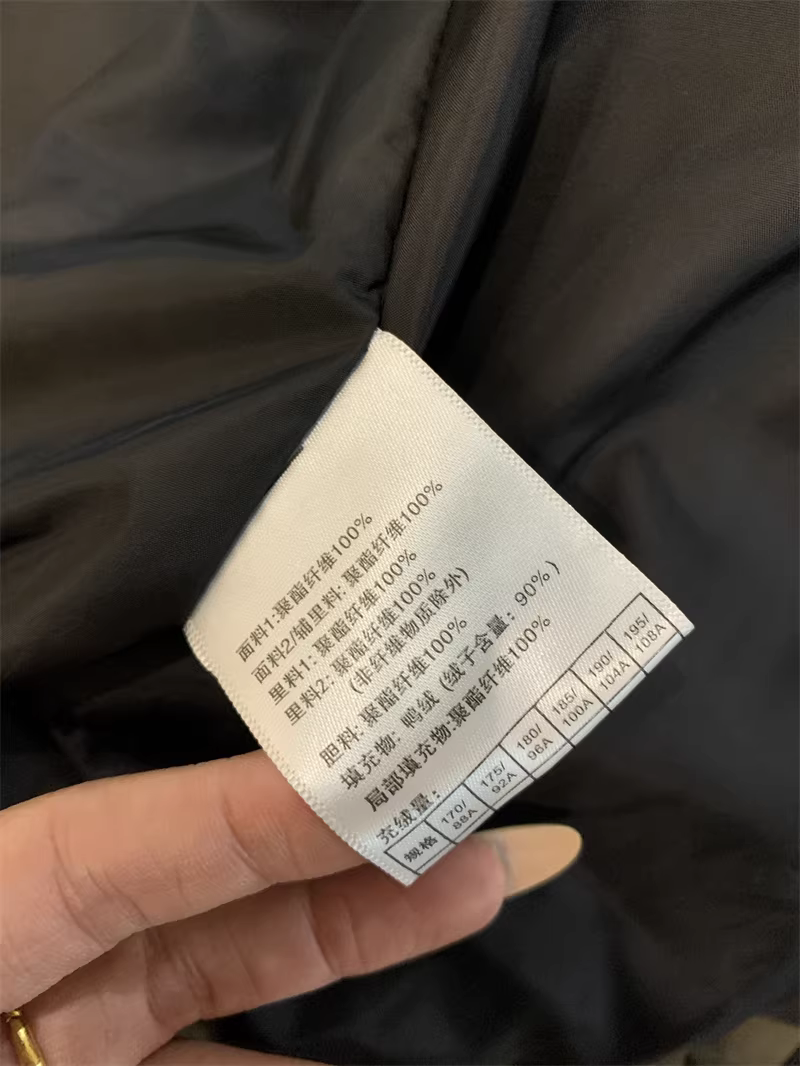 面料1:聚酯纤维100%
面料2/辅里料: 聚酯纤维100%
里料1: 聚酯纤维100%
里料2: 聚酯纤维100%
(非纤维物质除外)
胆料: 聚酯纤维100%
填充物: 鸭绒 (绒子含量: 90%)
局部填充物:聚酯纤维100%
充绒量:
规格 170/88A 175/92A 180/96A 185/100A 190/104A 195/108A